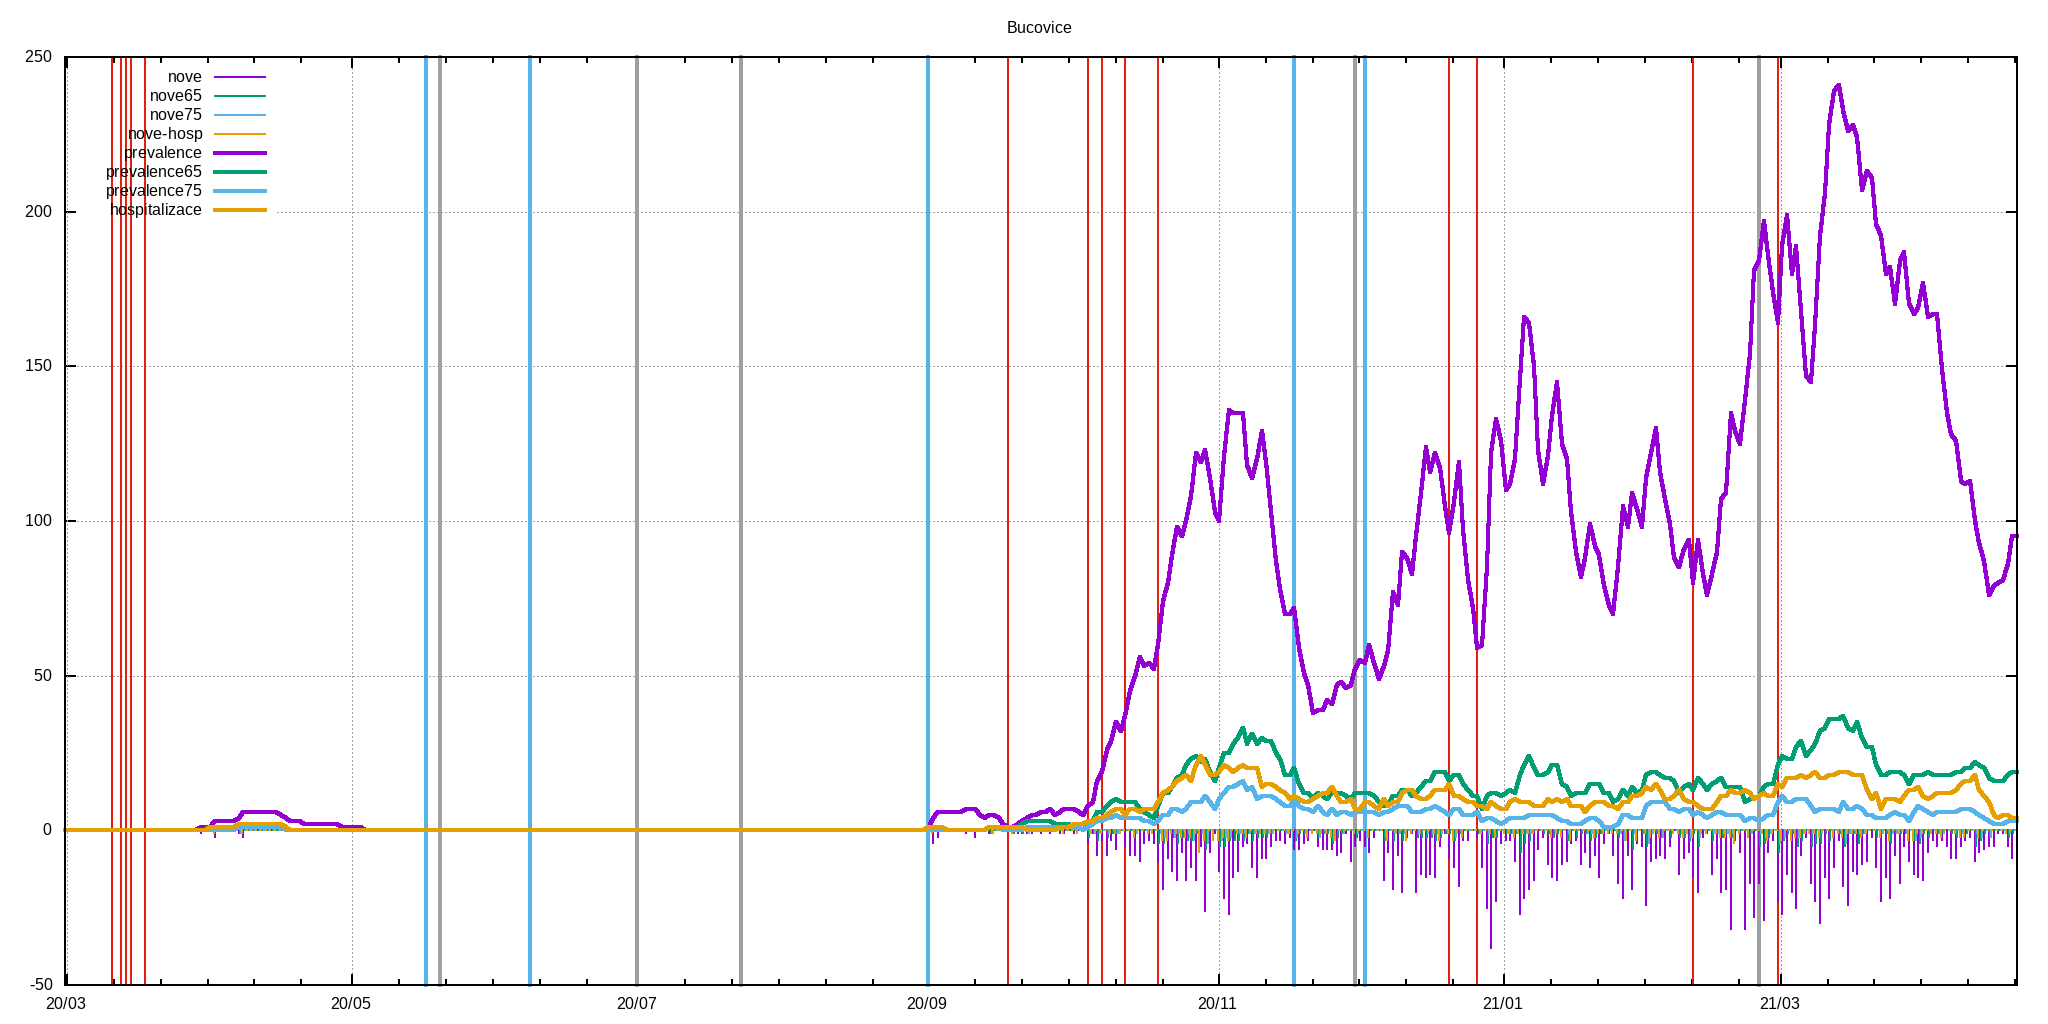 Bucovice
250
200
150
100
50
0
-50
nove
nove65
nove75
nove-hosp
prevalence
prevalence65
prevalence75
hospitalizace
20/03 20/05 20/07 20/09 20/11 21/01 21/03